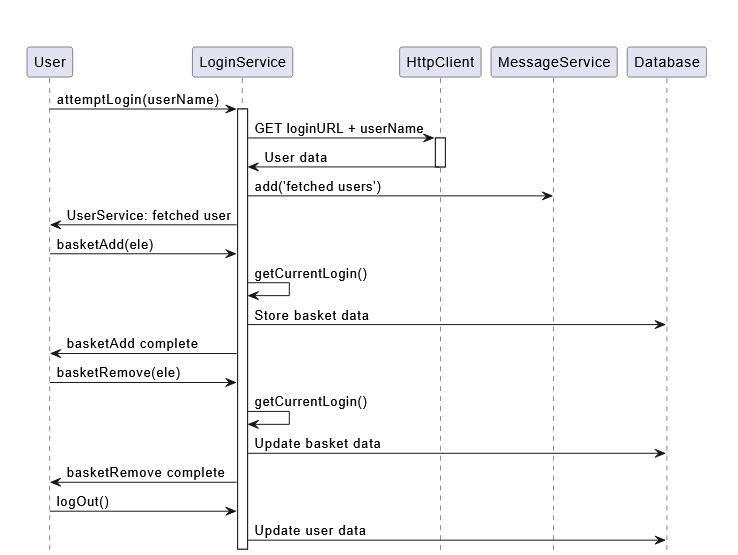 User LoginService HttpClient MessageService Database
attemptLogin(userName)
GET loginURL + userName
User data
add('fetched users')
UserService: fetched user
basketAdd(ele)
getCurrentLogin()
Store basket data
basketAdd complete
basketRemove(ele)
getCurrentLogin()
Update basket data
basketRemove complete
logOut()
Update user data